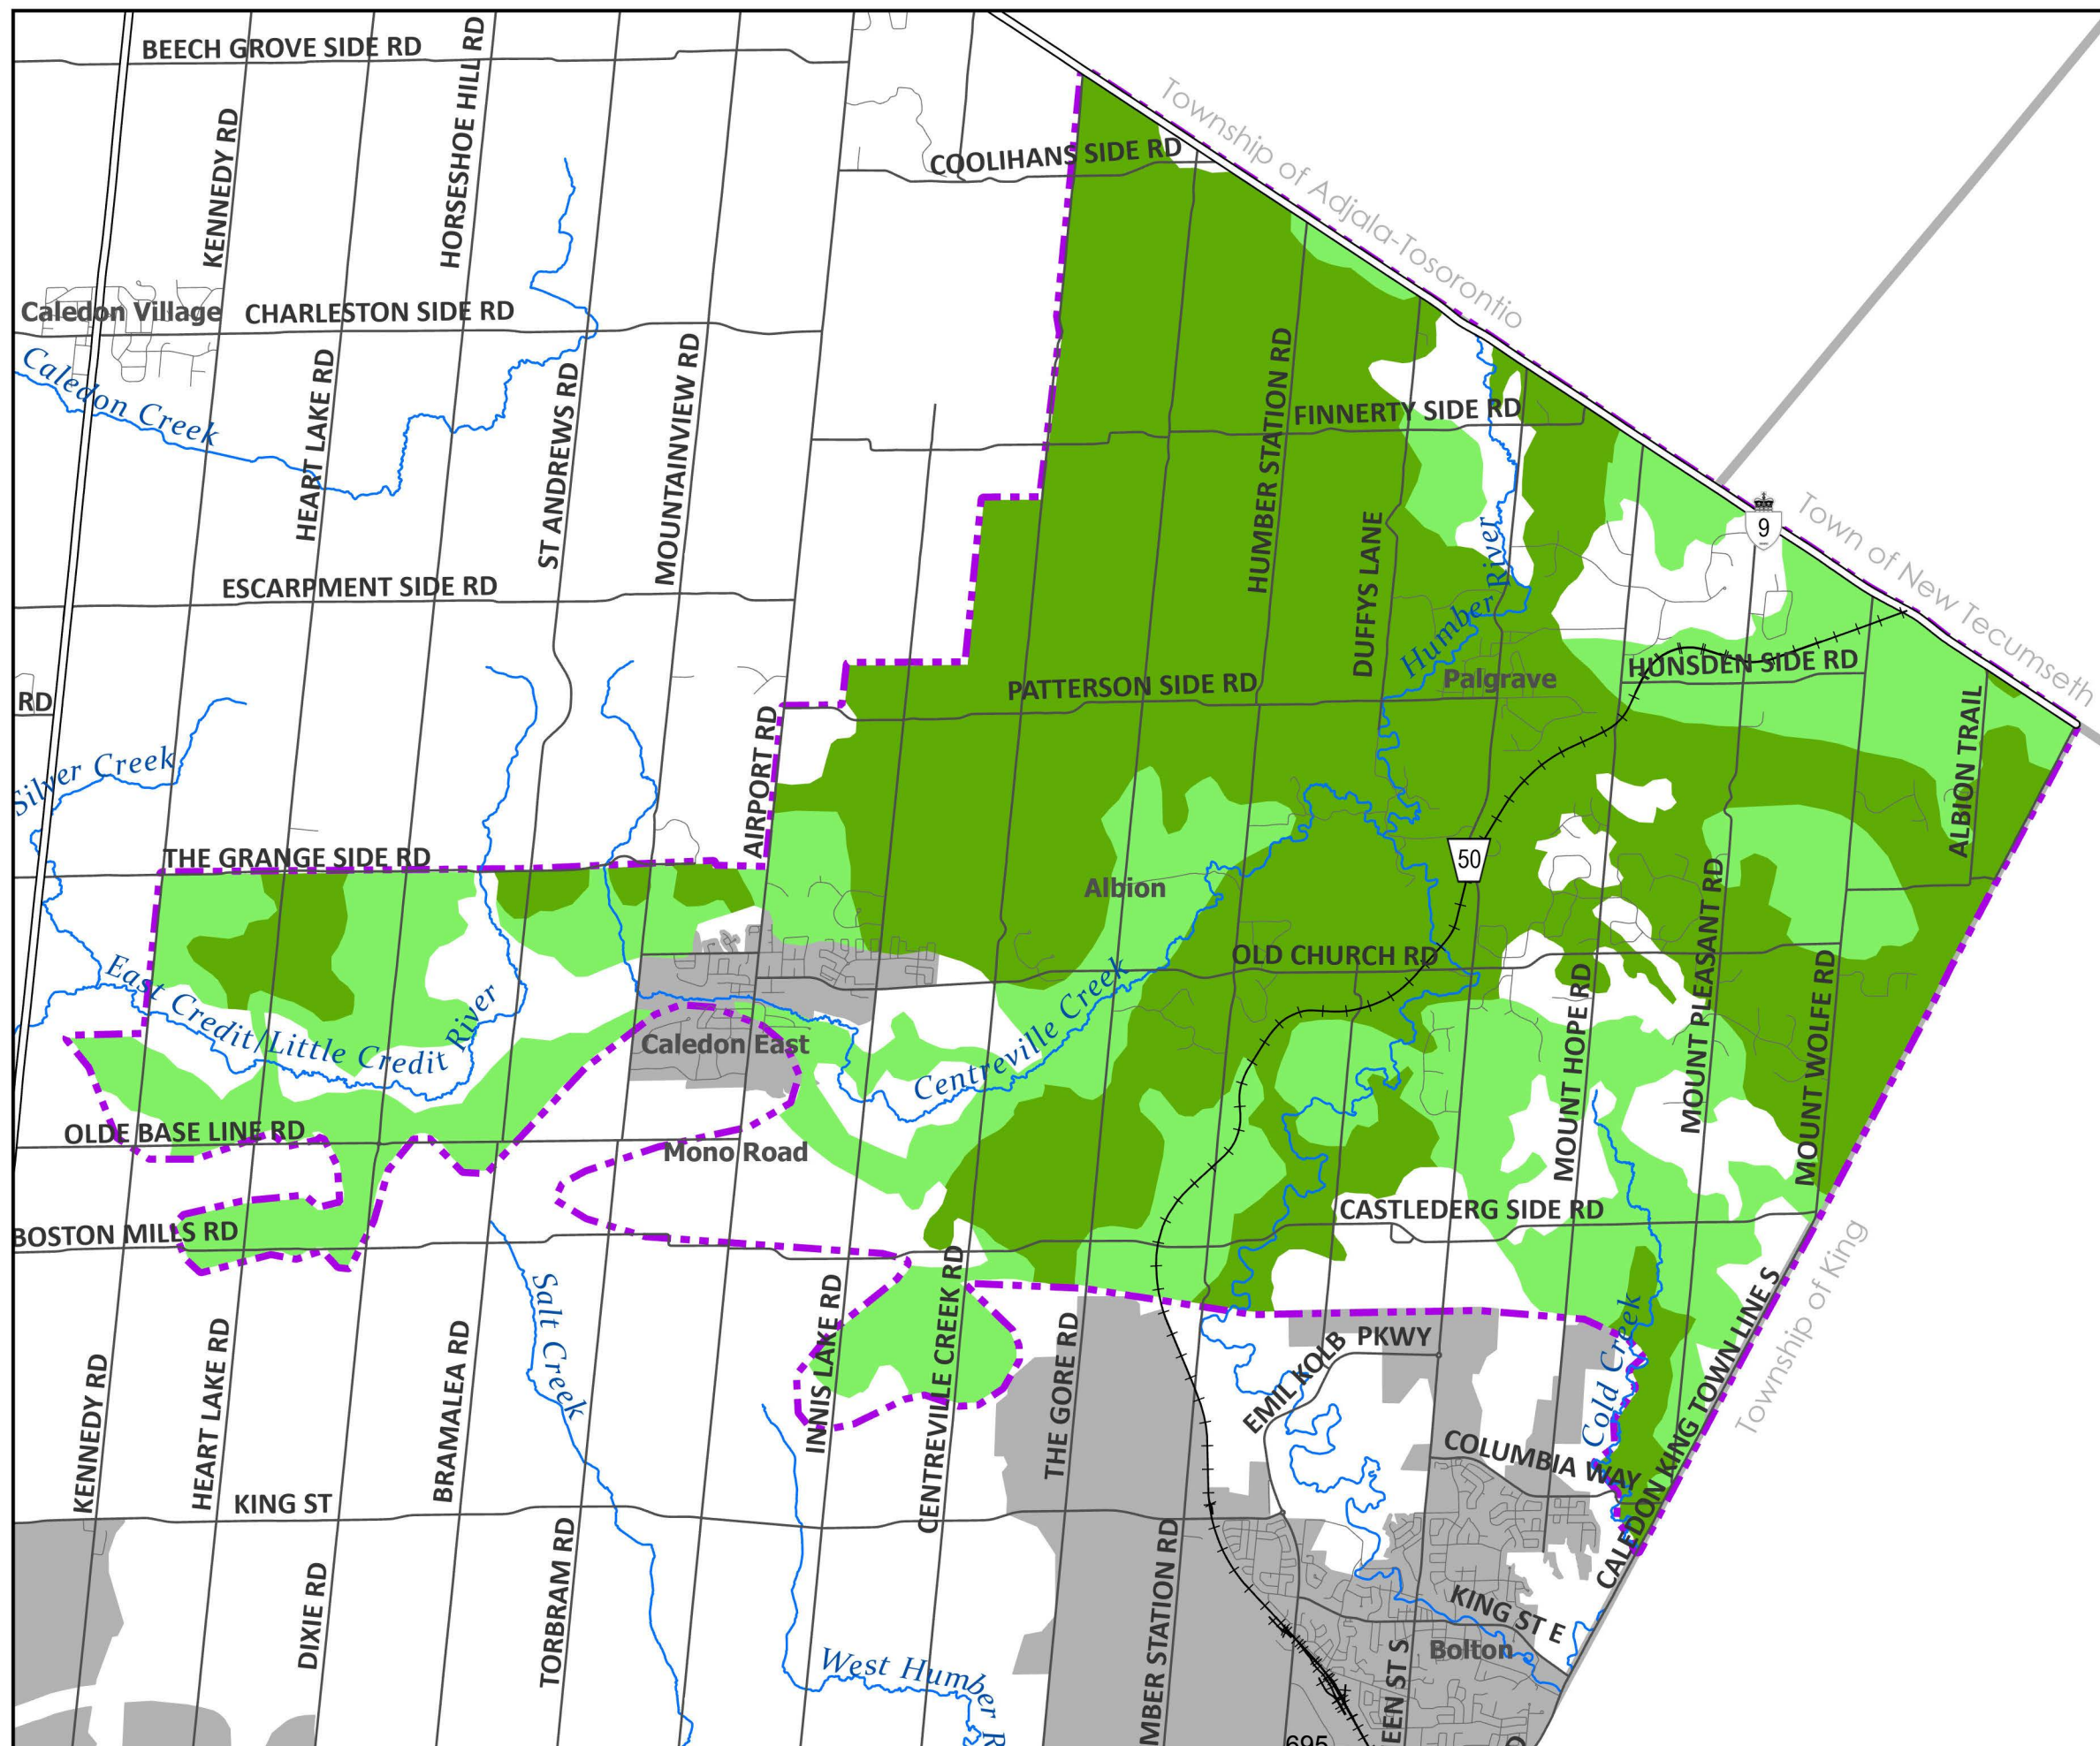 BEECH GROVE SIDE RD
HORSESHOE HILL RD
KENNEDY RD
COOLIHANS SIDE RD
Township of Adjala-Tosorontio
Caledon Village
CHARLESTON SIDE RD
Caledon Creek
HEART LAKE RD
ST ANDREWS RD
MOUNTAINVIEW RD
HUMBER STATION RD
FINNERTY SIDE RD
9
Town of New Tecumseth
DUFFYS LANE
Humber River
ESCARPMENT SIDE RD
RD
PATTERSON SIDE RD
Palgrave
HUNSDEN SIDE RD
AIRPORT RD
ALBION TRAIL
Silver Creek
THE GRANGE SIDE RD
50
Albion
OLD CHURCH RD
MOUNT PLEASANT RD
MOUNT HOPE RD
MOUNT WOLFE RD
East Credit/Little Credit River
Caledon East
Centreville Creek
OLDE BASE LINE RD
Mono Road
BOSTON MILLS RD
CASTLEDERG SIDE RD
Township of King
Salt Creek
INNIS LAKE RD
CENTREVILLE CREEK RD
THE GORE RD
EMIL KOLB PKWY
Cold Creek
CALEDON KING TOWN LINE S
COLUMBIA WAY
KENNEDY RD
HEART LAKE RD
BRAMALEA RD
KING ST
DIXIE RD
TORBRAM RD
MBER STATION RD
EEN ST S
KING ST E
Bolton
West Humber R
695